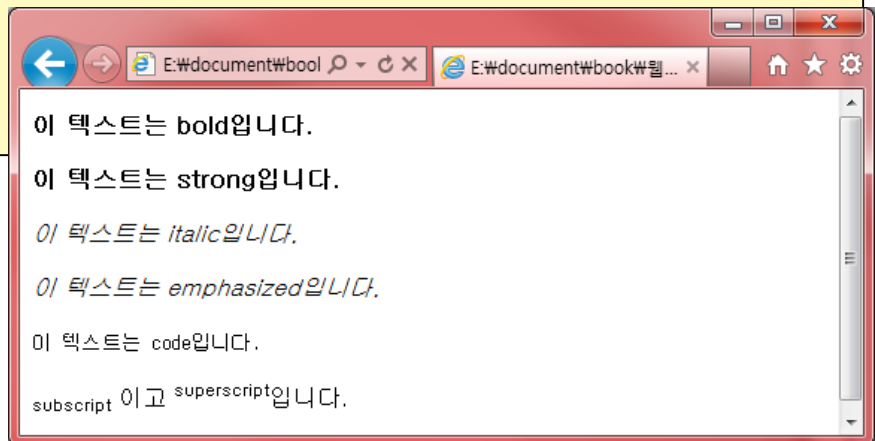 E:₩document₩bool
E:₩document₩book₩웹...
이 텍스트는 bold입니다.
이 텍스트는 strong입니다.
이 텍스트는 italic입니다.
이 텍스트는 emphasized입니다.
이 텍스트는 code입니다.
subscript 이고 superscript입니다.